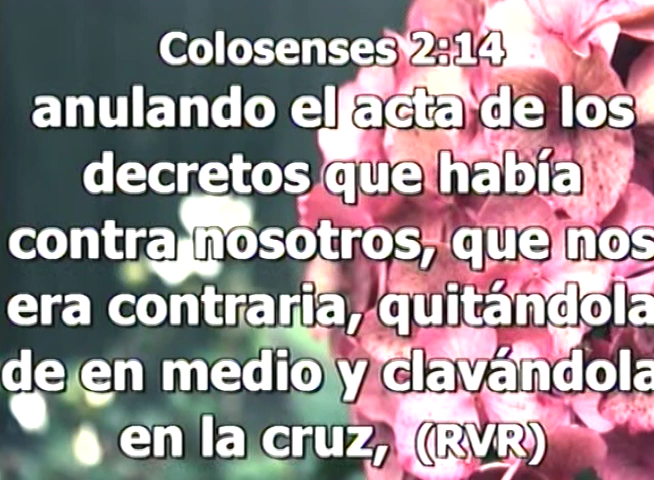 Colosenses 2:14
anulando el acta de los
decretos que había
contra nosotros, que nos
era contraria, quitándola
de en medio y clavándola
en la cruz, (RVR)